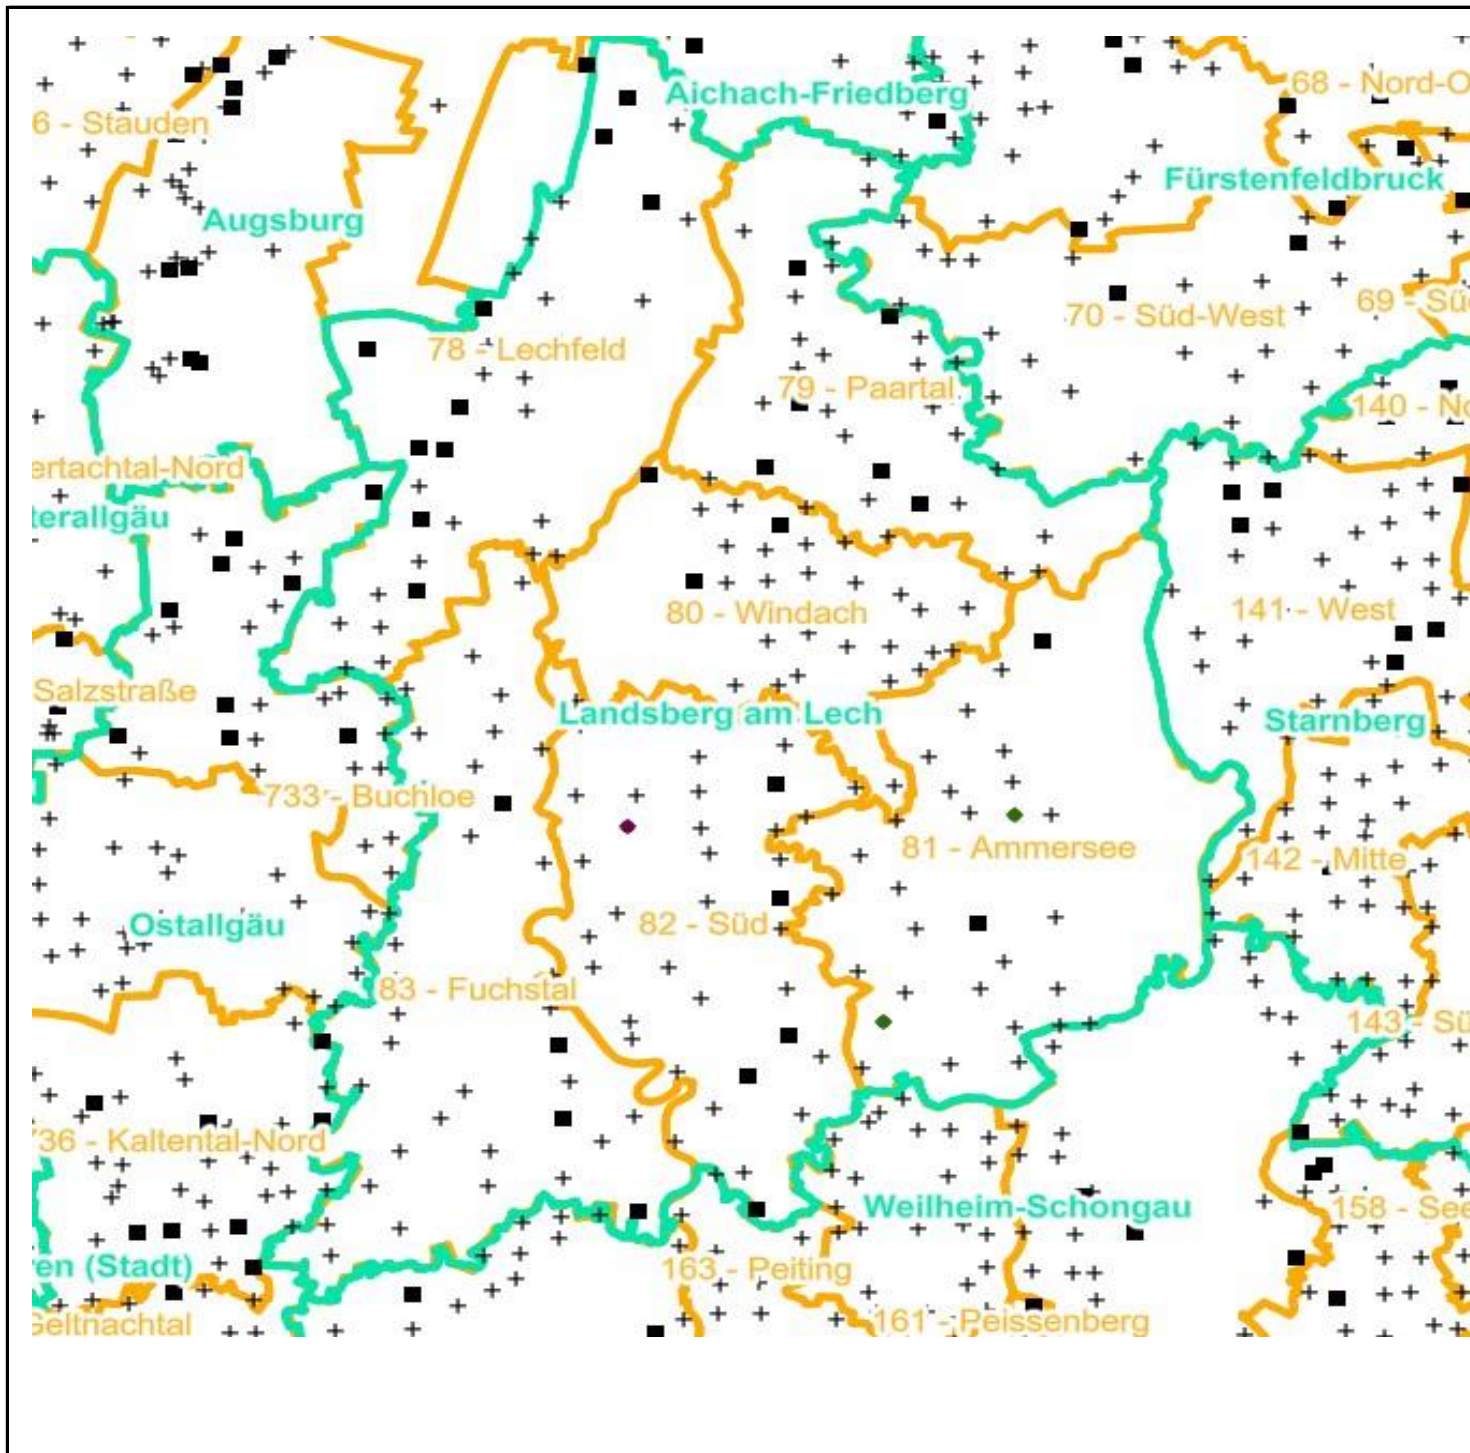 68 - Nord-O
Aichach-Friedberg
6 - Stauden
Fürstenfeldbruck
Augsburg
69 - Sü
70 - Süd-West
78 - Lechfeld
79 - Paartal
140 - No
ertachtal-Nord
terallgäu
141 - West
80 - Windach
Salzstraße
Landsberg am Lech
Starnberg
733 - Buchloe
81 - Ammersee
142 - Mitte
82 - Süd
Ostallgäu
83 - Fuchstal
143 - Sü
736 - Kaltental-Nord
Weilheim-Schongau
158 - See
ren (Stadt)
163 - Peiting
161 - Peissenberg
Geltnachtal